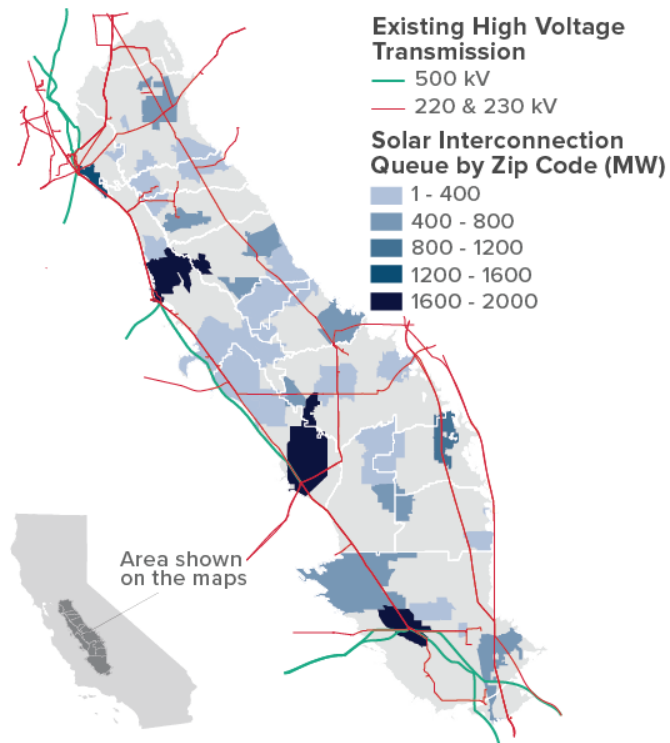 Existing High Voltage
Transmission
500 kV
220 & 230 kV
Solar Interconnection
Queue by Zip Code (MW)
1 - 400
400 - 800
800 - 1200
1200 - 1600
1600 - 2000
Area shown
on the maps